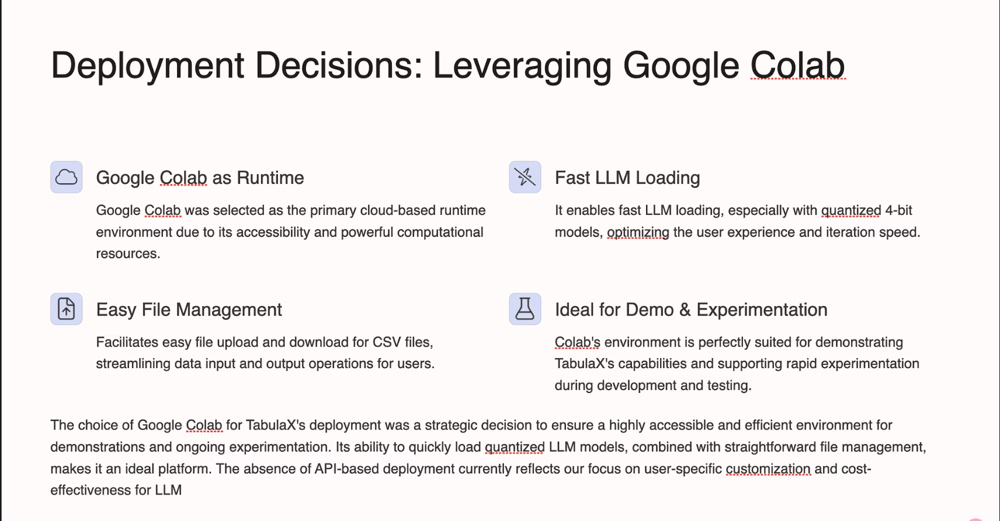 Deployment Decisions: Leveraging Google Colab
Google Colab as Runtime
Google Colab was selected as the primary cloud-based runtime
environment due to its accessibility and powerful computational
resources.
Fast LLM Loading
It enables fast LLM loading, especially with quantized 4-bit
models, optimizing the user experience and iteration speed.
Easy File Management
Facilitates easy file upload and download for CSV files,
streamlining data input and output operations for users.
Ideal for Demo & Experimentation
Colab's environment is perfectly suited for demonstrating
TabulaX's capabilities and supporting rapid experimentation
during development and testing.
The choice of Google Colab for TabulaX's deployment was a strategic decision to ensure a highly accessible and efficient environment for
demonstrations and ongoing experimentation. Its ability to quickly load quantized LLM models, combined with straightforward file management,
makes it an ideal platform. The absence of API-based deployment currently reflects our focus on user-specific customization and cost-
effectiveness for LLM